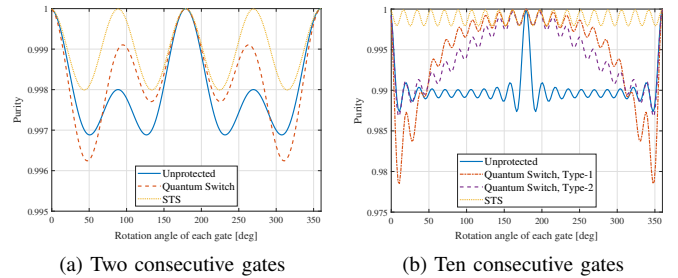 1
0.999
0.998
0.997
0.996
0.995
Purity
0 50 100 150 200 250 300 350
Rotation angle of each gate [deg]
Unprotected
Quantum Switch
STS
(a) Two consecutive gates
1
0.995
0.99
0.985
0.98
0.975
Purity
0 50 100 150 200 250 300 350
Rotation angle of each gate [deg]
Unprotected
Quantum Switch, Type-1
Quantum Switch, Type-2
STS
(b) Ten consecutive gates